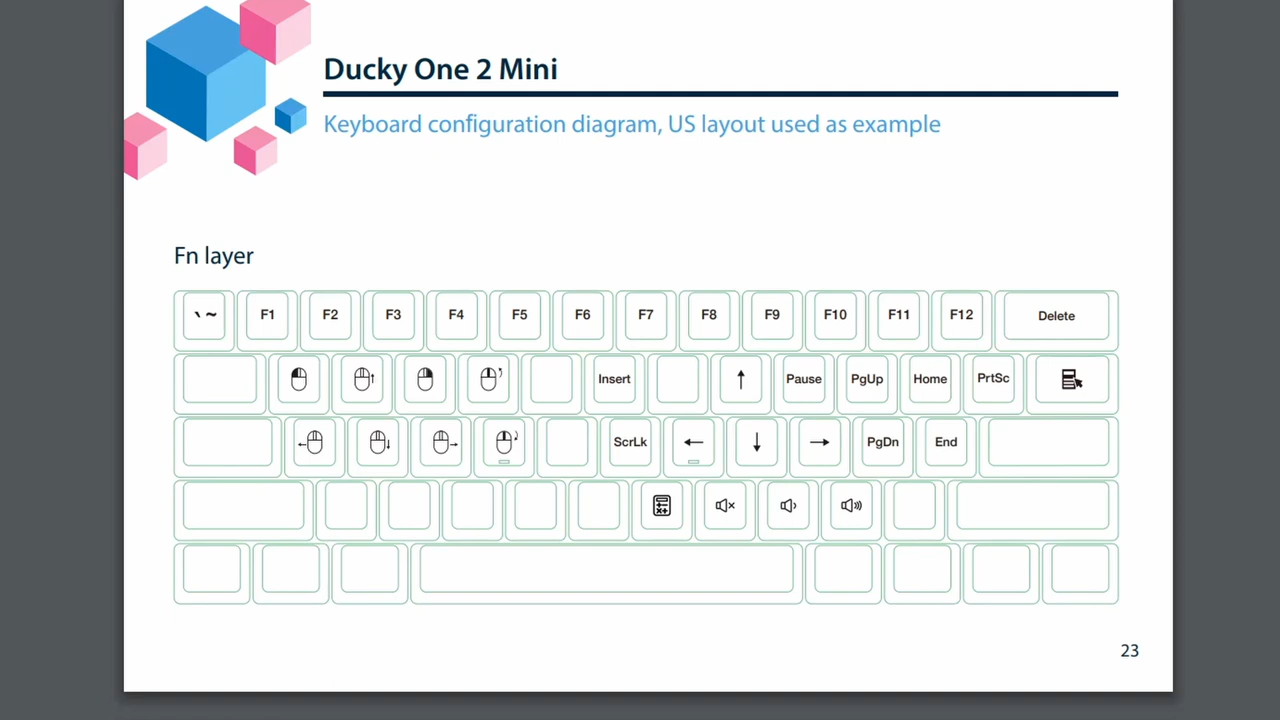 Ducky One 2 Mini
Keyboard configuration diagram, US layout used as example
Fn layer
` ~ F1 F2 F3 F4 F5 F6 F7 F8 F9 F10 F11 F12 Delete
Insert ↑ Pause PgUp Home PrtSc
ScrLk ← ↓ → PgDn End
23